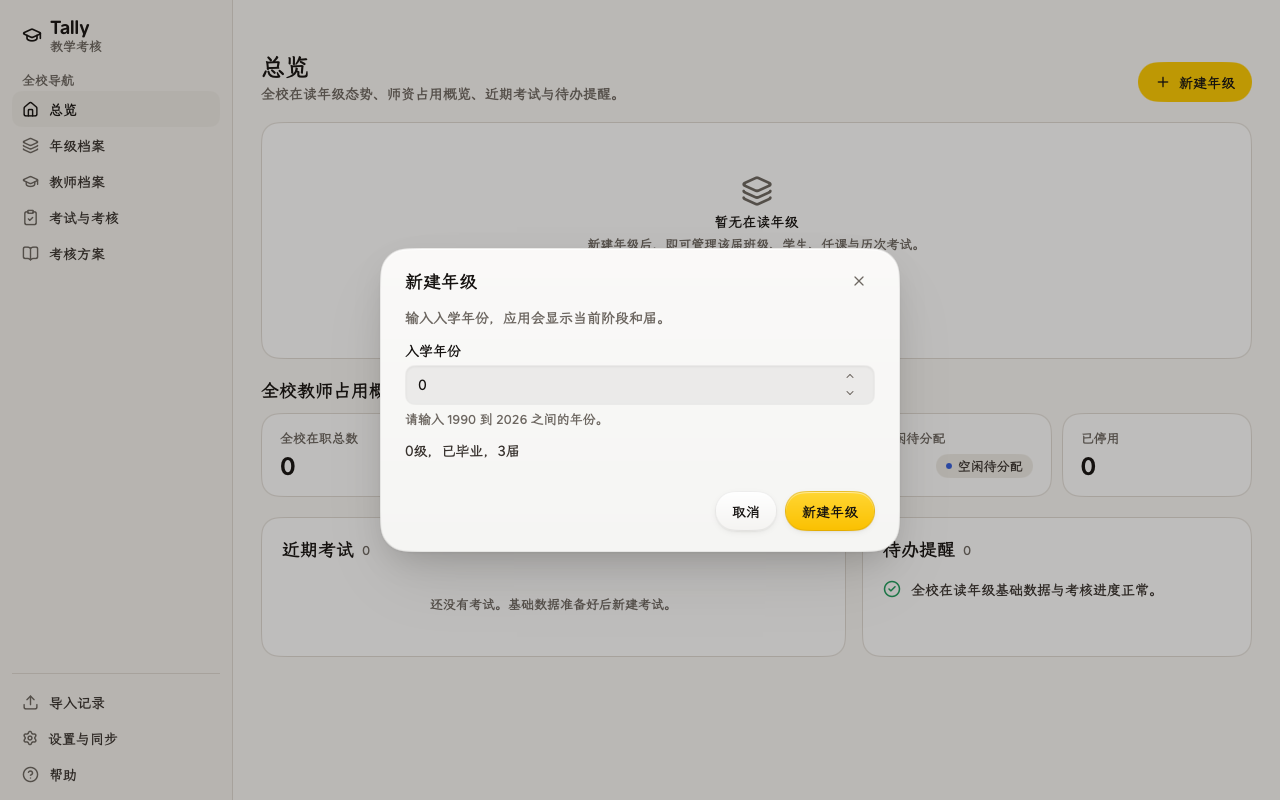 Tally
教学考核
全校导航
总览
年级档案
教师档案
考试与考核
考核方案
导入记录
设置与同步
帮助
总览
全校在读年级态势、师资占用概览、近期考试与待办提醒。
新建年级
暂无在读年级
新建年级后，即可管理该届班级、学生、任课与历次考试。
新建年级
输入入学年份，应用会显示当前阶段和届。
入学年份
0
请输入 1990 到 2026 之间的年份。
0级，已毕业，3届
取消
新建年级
全校教师占用概
全校在职总数
0
闲待分配
空闲待分配
已停用
0
近期考试 0
还没有考试。基础数据准备好后新建考试。
待办提醒 0
全校在读年级基础数据与考核进度正常。